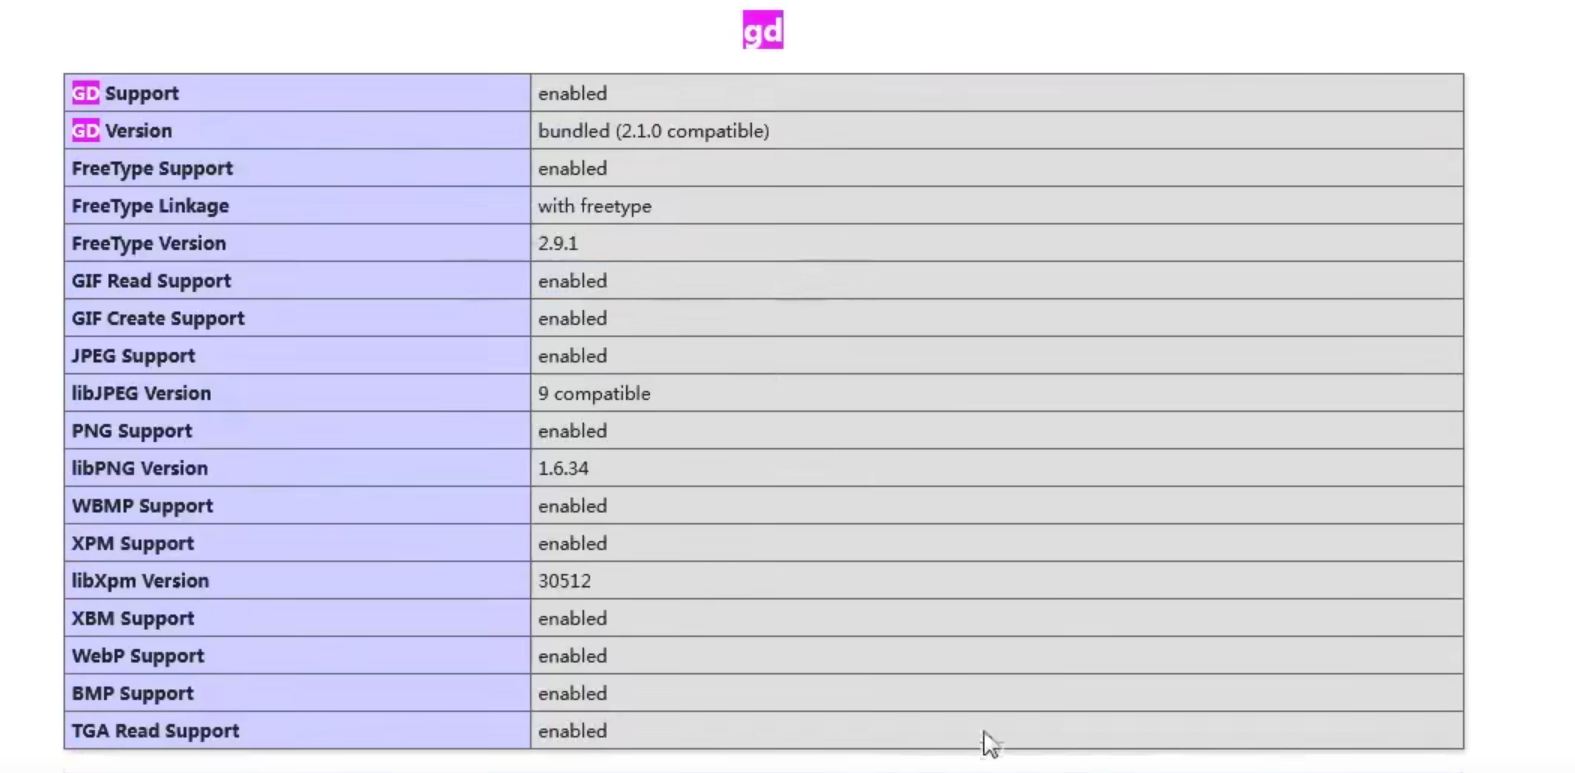 gd
GD Support enabled
GD Version bundled (2.1.0 compatible)
FreeType Support enabled
FreeType Linkage with freetype
FreeType Version 2.9.1
GIF Read Support enabled
GIF Create Support enabled
JPEG Support enabled
libJPEG Version 9 compatible
PNG Support enabled
libPNG Version 1.6.34
WBMP Support enabled
XPM Support enabled
libXpm Version 30512
XBM Support enabled
WebP Support enabled
BMP Support enabled
TGA Read Support enabled